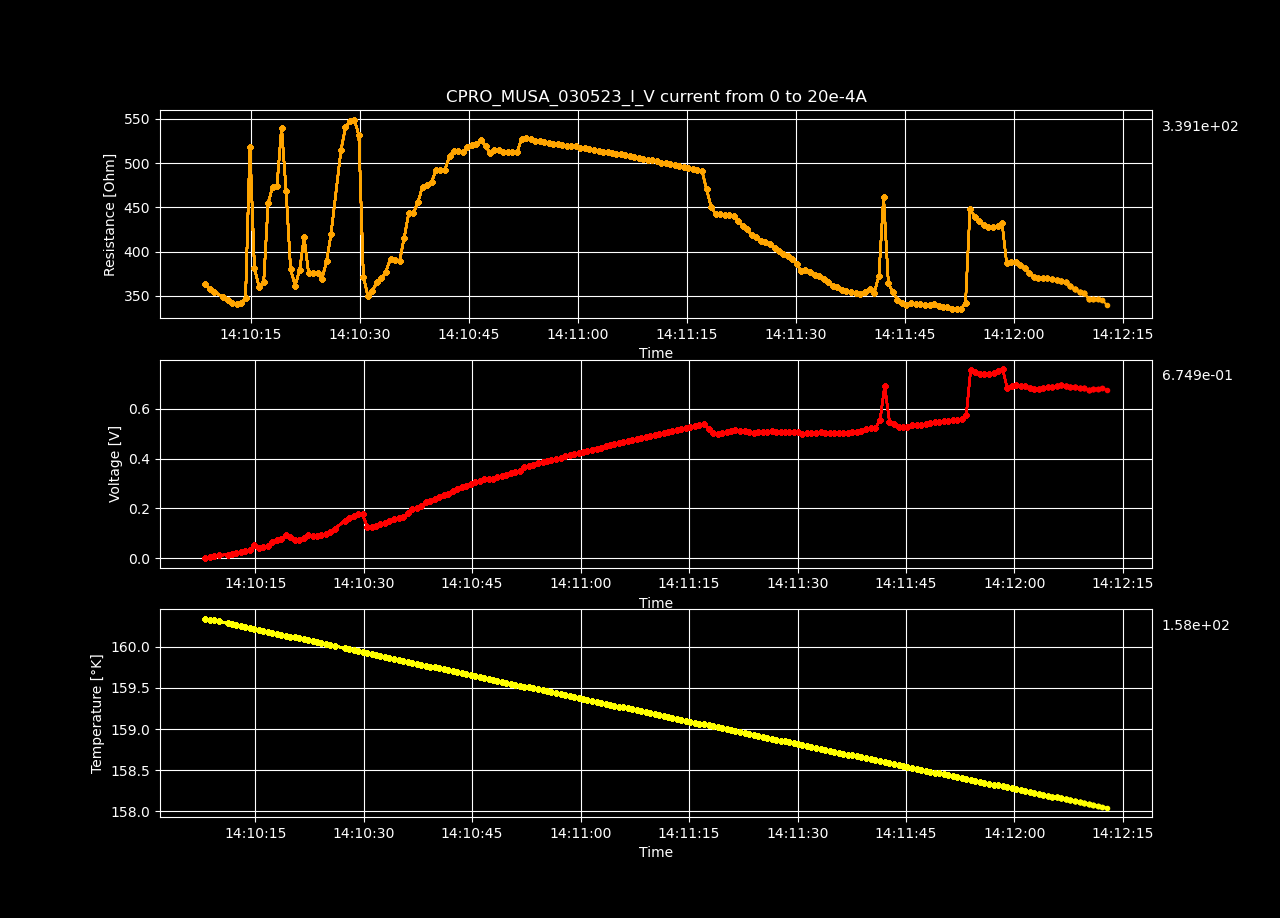 CPRO_MUSA_030523_I_V current from 0 to 20e-4A
3.391e+02
Resistance [Ohm]
550
500
450
400
350
14:10:15 14:10:30 14:10:45 14:11:00 14:11:15 14:11:30 14:11:45 14:12:00 14:12:15
Time
6.749e-01
Voltage [V]
0.6
0.4
0.2
0.0
14:10:15 14:10:30 14:10:45 14:11:00 14:11:15 14:11:30 14:11:45 14:12:00 14:12:15
Time
1.58e+02
Temperature [°K]
160.0
159.5
159.0
158.5
158.0
14:10:15 14:10:30 14:10:45 14:11:00 14:11:15 14:11:30 14:11:45 14:12:00 14:12:15
Time